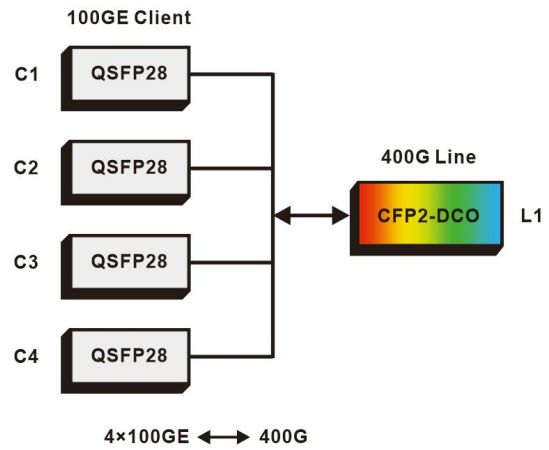 100GE Client
C1 QSFP28
C2 QSFP28
400G Line
CFP2-DCO L1
C3 QSFP28
C4 QSFP28
4×100GE 400G